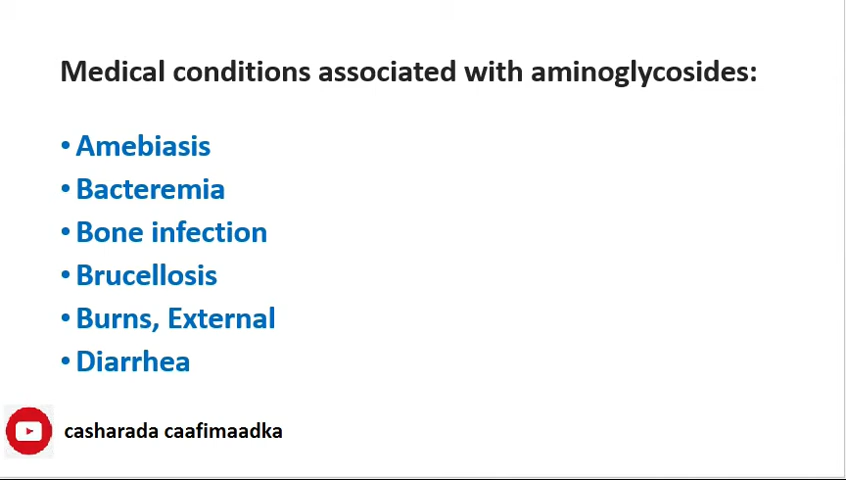 Medical conditions associated with aminoglycosides:
• Amebiasis
• Bacteremia
• Bone infection
• Brucellosis
• Burns, External
• Diarrhea
casharada caafimaadka